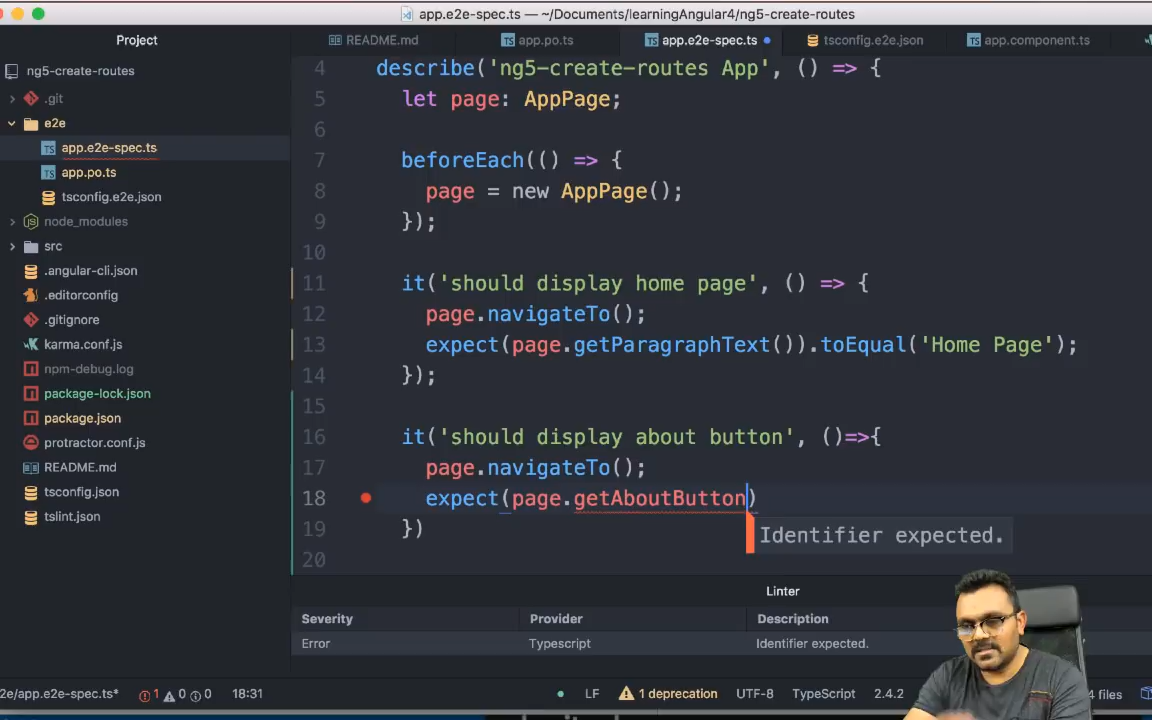 app.e2e-spec.ts — ~/Documents/learningAngular4/ng5-create-routes
Project
README.md
app.po.ts
app.e2e-spec.ts
tsconfig.e2e.json
app.component.ts
ng5-create-routes
.git
e2e
app.e2e-spec.ts
app.po.ts
tsconfig.e2e.json
node_modules
src
.angular-cli.json
.editorconfig
.gitignore
karma.conf.js
npm-debug.log
package-lock.json
package.json
protractor.conf.js
README.md
tsconfig.json
tslint.json
4 describe('ng5-create-routes App', () => {
5 let page: AppPage;
6
7 beforeEach(() => {
8 page = new AppPage();
9 });
10
11 it('should display home page', () => {
12 page.navigateTo();
13 expect(page.getParagraphText()).toEqual('Home Page');
14 });
15
16 it('should display about button', ()=>{
17 page.navigateTo();
18 expect(page.getAboutButton)
19 })
Identifier expected.
20
Linter
Severity Provider Description
Error Typescript Identifier expected.
2e/app.e2e-spec.ts* 1 0 0 18:31 LF 1 deprecation UTF-8 TypeScript 2.4.2 4 files